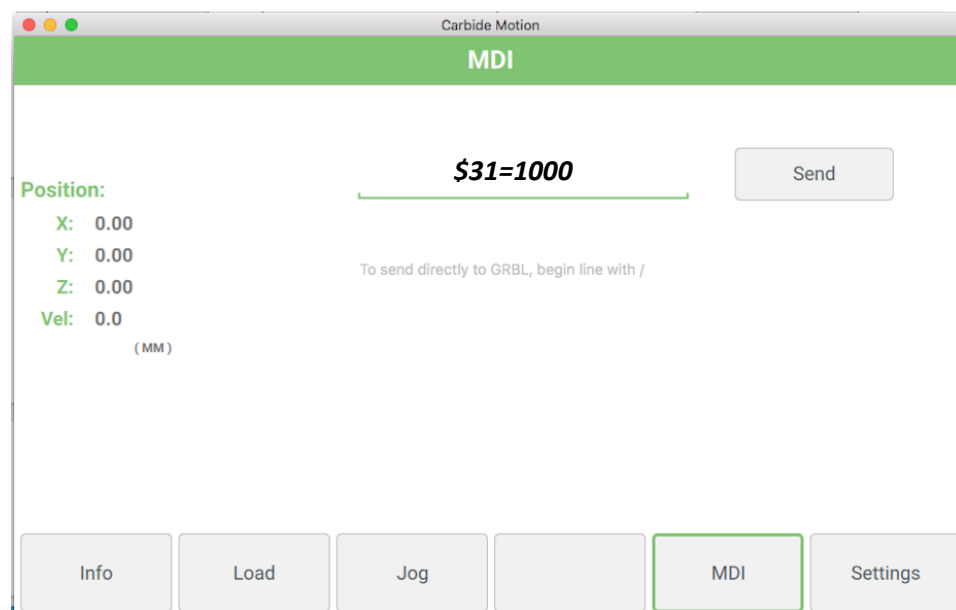 Carbide Motion
MDI
$31=1000
Send
Position:
X: 0.00
Y: 0.00
To send directly to GRBL, begin line with /
Z: 0.00
Vel: 0.0
( MM )
Info Load Jog MDI Settings